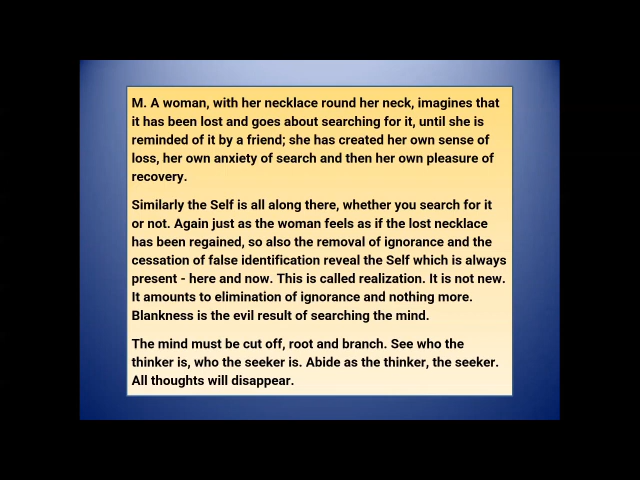 M. A woman, with her necklace round her neck, imagines that
it has been lost and goes about searching for it, until she is
reminded of it by a friend; she has created her own sense of
loss, her own anxiety of search and then her own pleasure of
recovery.
Similarly the Self is all along there, whether you search for it
or not. Again just as the woman feels as if the lost necklace
has been regained, so also the removal of ignorance and the
cessation of false identification reveal the Self which is always
present - here and now. This is called realization. It is not new.
It amounts to elimination of ignorance and nothing more.
Blankness is the evil result of searching the mind.
The mind must be cut off, root and branch. See who the
thinker is, who the seeker is. Abide as the thinker, the seeker.
All thoughts will disappear.